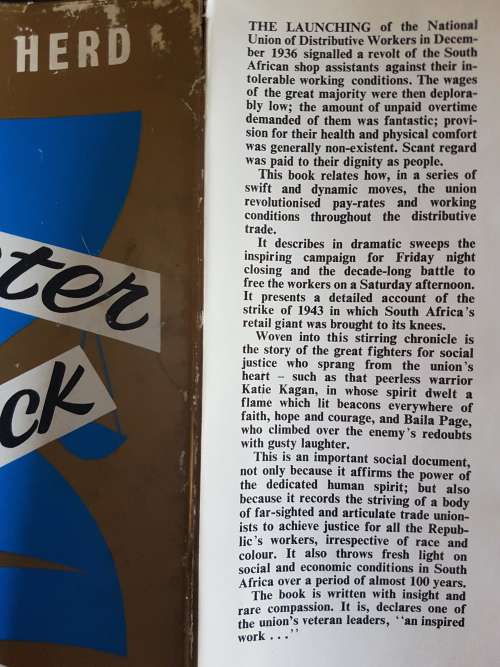 HERD
ter
ck
THE LAUNCHING of the National
Union of Distributive Workers in Decem-
ber 1936 signalled a revolt of the South
African shop assistants against their in-
tolerable working conditions. The wages
of the great majority were then deplora-
bly low; the amount of unpaid overtime
demanded of them was fantastic; provi-
sion for their health and physical comfort
was generally non-existent. Scant regard
was paid to their dignity as people.
This book relates how, in a series of
swift and dynamic moves, the union
revolutionised pay-rates and working
conditions throughout the distributive
trade.
It describes in dramatic sweeps the
inspiring campaign for Friday night
closing and the decade-long battle to
free the workers on a Saturday afternoon.
It presents a detailed account of the
strike of 1943 in which South Africa's
retail giant was brought to its knees.
Woven into this stirring chronicle is
the story of the great fighters for social
justice who sprang from the union's
heart – such as that peerless warrior
Katie Kagan, in whose spirit dwelt a
flame which lit beacons everywhere of
faith, hope and courage, and Baila Page,
who climbed over the enemy's redoubts
with gusty laughter.
This is an important social document,
not only because it affirms the power of
the dedicated human spirit; but also
because it records the striving of a body
of far-sighted and articulate trade union-
ists to achieve justice for all the Repub-
lic's workers, irrespective of race and
colour. It also throws fresh light on
social and economic conditions in South
Africa over a period of almost 100 years.
The book is written with insight and
rare compassion. It is, declares one of
the union's veteran leaders, "an inspired
work . . ."